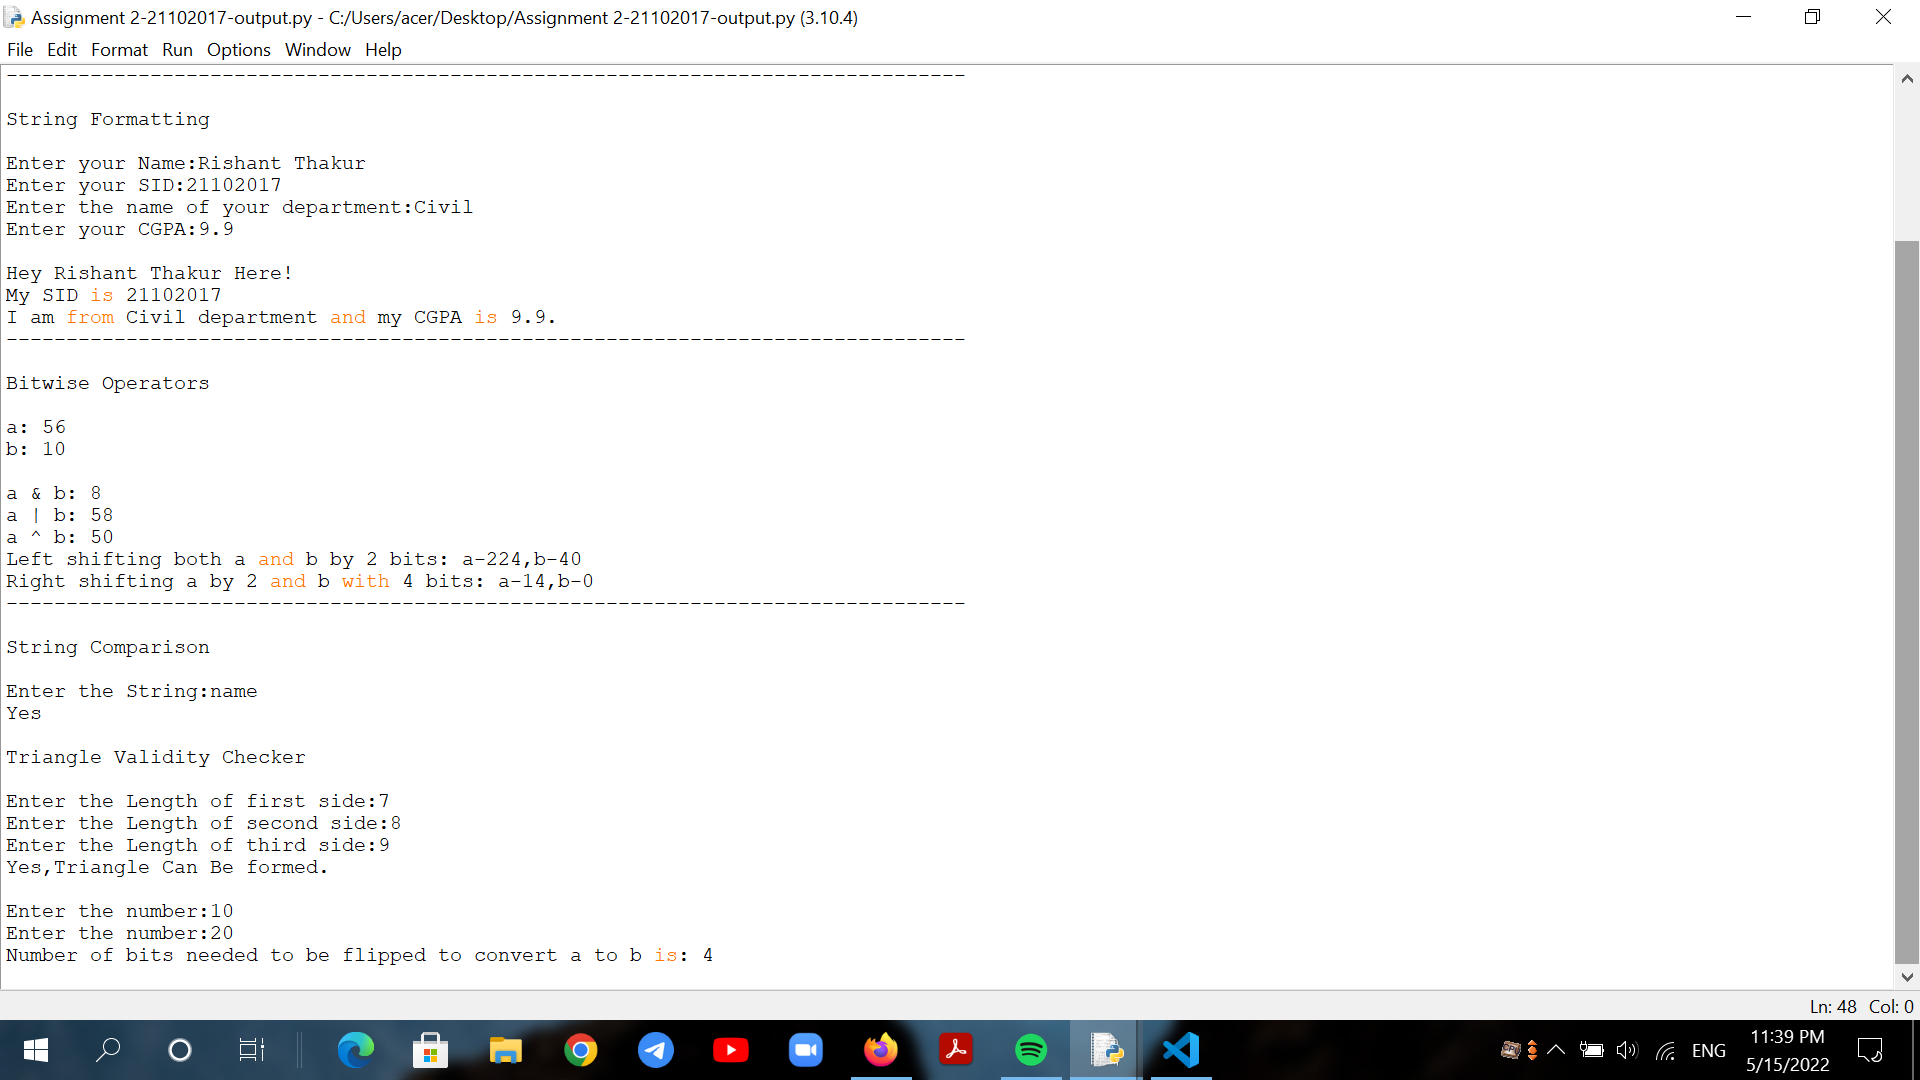 Assignment 2-21102017-output.py - C:/Users/acer/Desktop/Assignment 2-21102017-output.py (3.10.4)
File Edit Format Run Options Window Help
--------------------------------------------------------------------------------
String Formatting
Enter your Name:Rishant Thakur
Enter your SID:21102017
Enter the name of your department:Civil
Enter your CGPA:9.9
Hey Rishant Thakur Here!
My SID is 21102017
I am from Civil department and my CGPA is 9.9.
--------------------------------------------------------------------------------
Bitwise Operators
a: 56
b: 10
a & b: 8
a | b: 58
a ^ b: 50
Left shifting both a and b by 2 bits: a-224,b-40
Right shifting a by 2 and b with 4 bits: a-14,b-0
--------------------------------------------------------------------------------
String Comparison
Enter the String:name
Yes
Triangle Validity Checker
Enter the Length of first side:7
Enter the Length of second side:8
Enter the Length of third side:9
Yes,Triangle Can Be formed.
Enter the number:10
Enter the number:20
Number of bits needed to be flipped to convert a to b is: 4
Ln: 48 Col: 0
ENG
11:39 PM
5/15/2022